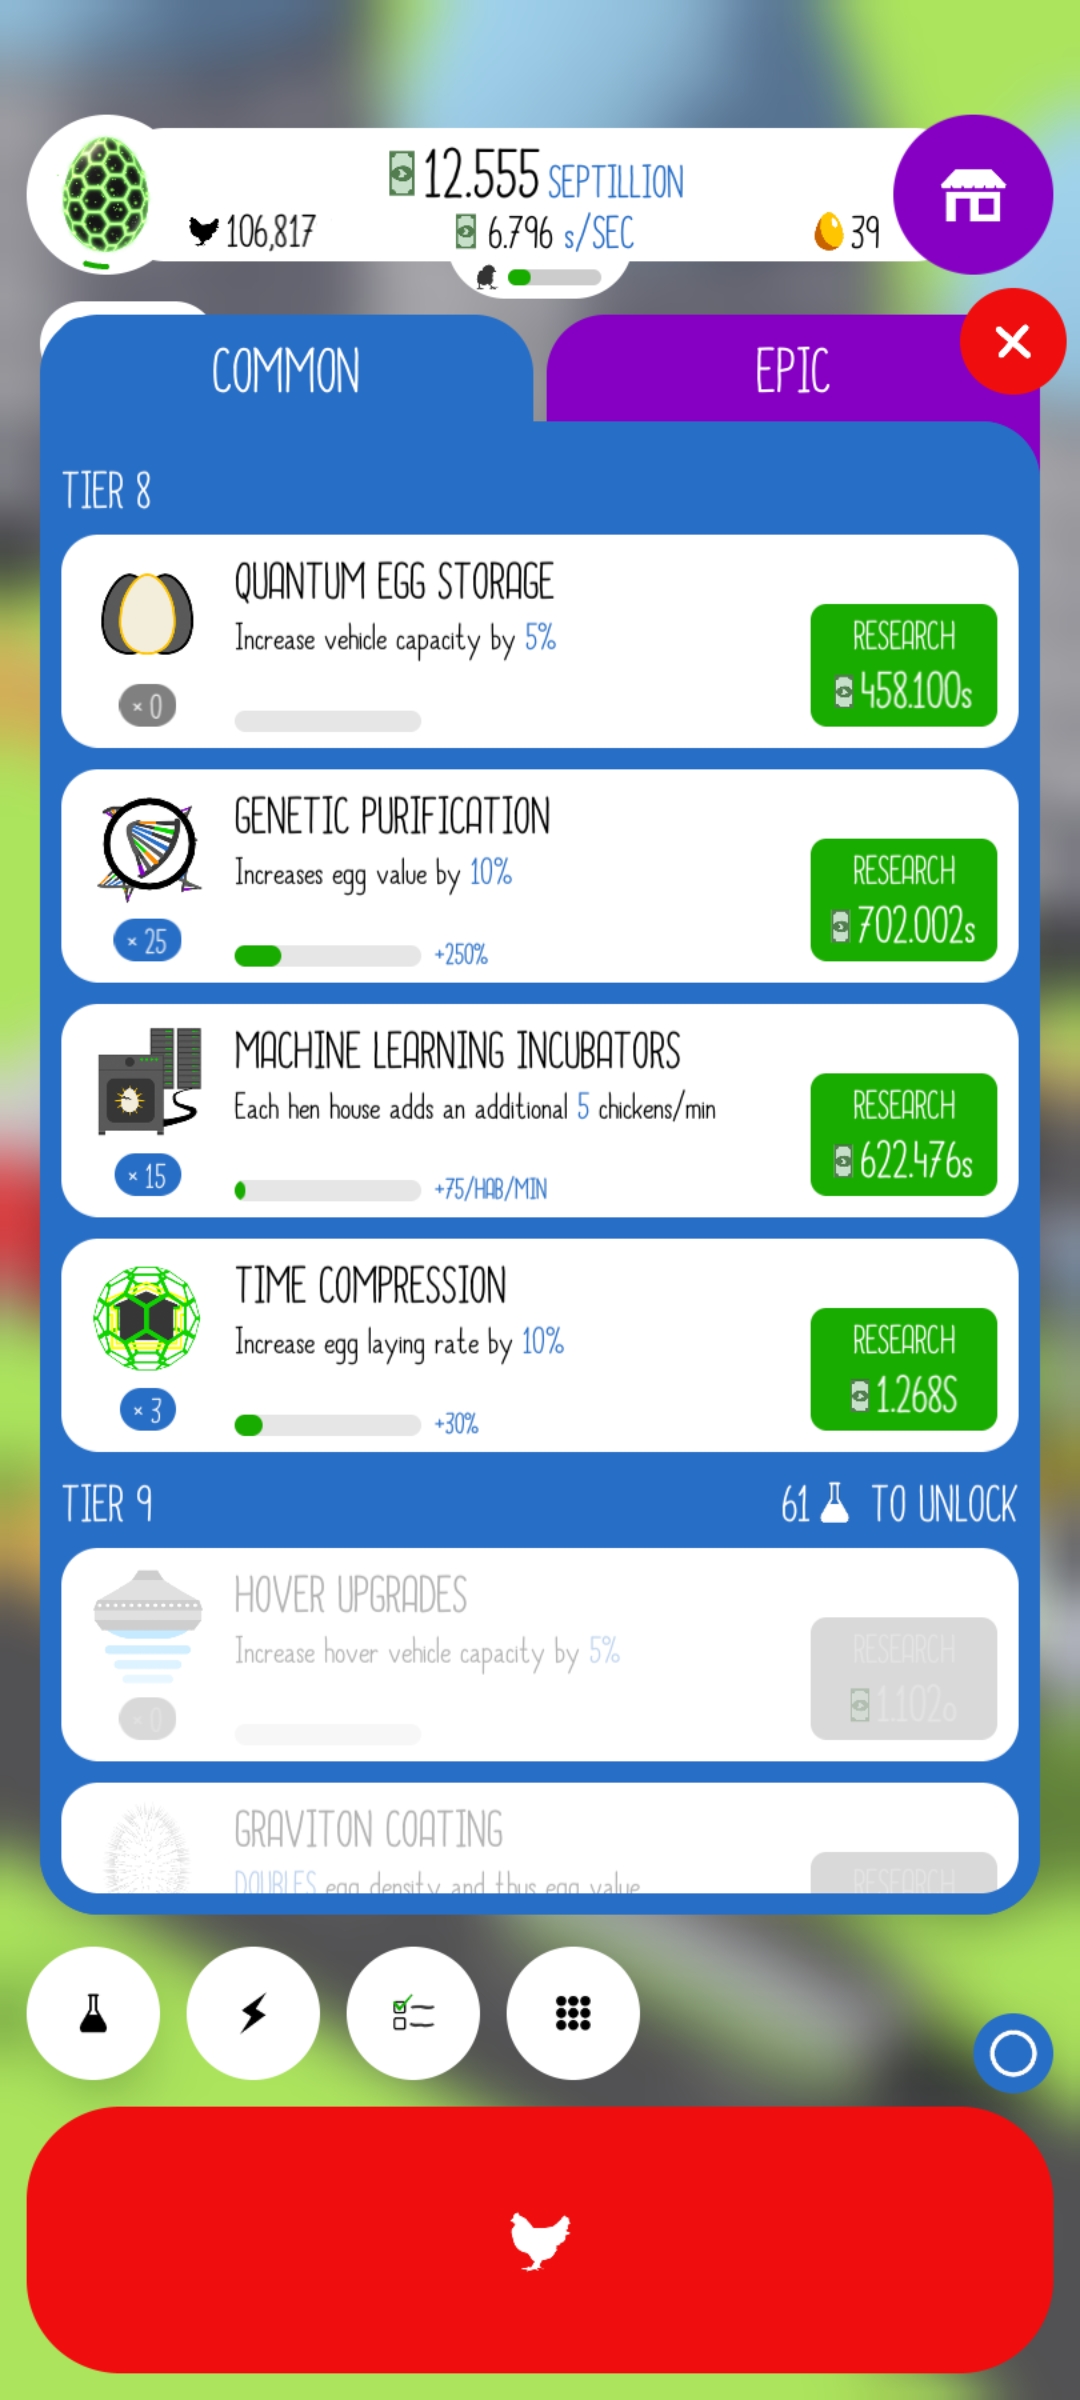 12.555 SEPTILLION
106,817
6.796 s/SEC
39
COMMON
EPIC
TIER 8
QUANTUM EGG STORAGE
Increase vehicle capacity by 5%
× 0
RESEARCH
458.100s
GENETIC PURIFICATION
Increases egg value by 10%
× 25
+250%
RESEARCH
702.002s
MACHINE LEARNING INCUBATORS
Each hen house adds an additional 5 chickens/min
× 15
+75/HAB/MIN
RESEARCH
622.476s
TIME COMPRESSION
Increase egg laying rate by 10%
× 3
+30%
RESEARCH
1.268S
TIER 9
61 TO UNLOCK
HOVER UPGRADES
Increase hover vehicle capacity by 5%
× 0
RESEARCH
1.102o
GRAVITON COATING
DOUBLES egg density and thus egg value
RESEARCH